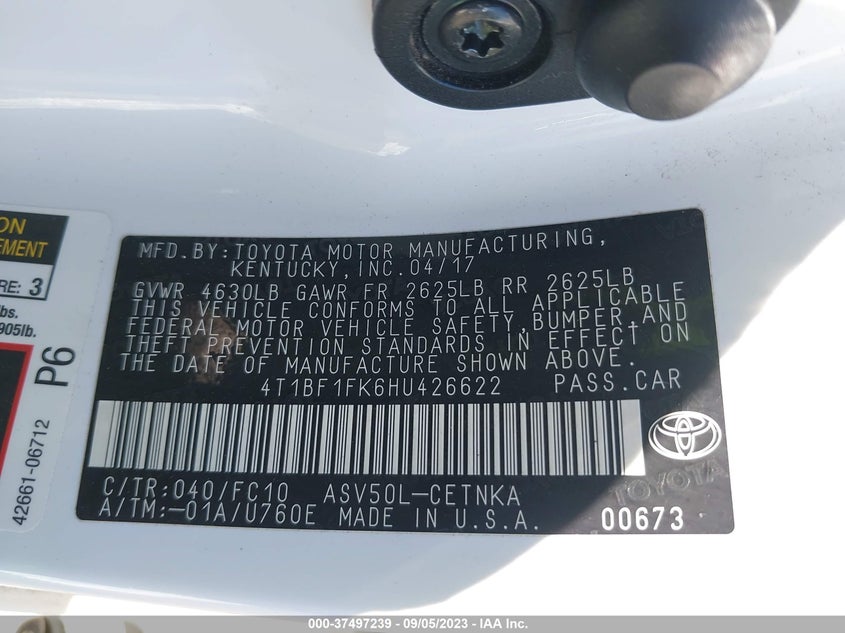 MFD. BY: TOYOTA MOTOR MANUFACTURING,
KENTUCKY, INC. 04/17
GVWR 4630LB GAWR FR 2625LB RR 2625LB
THIS VEHICLE CONFORMS TO ALL APPLICABLE
FEDERAL MOTOR VEHICLE SAFETY, BUMPER, AND
THEFT PREVENTION STANDARDS IN EFFECT ON
THE DATE OF MANUFACTURE SHOWN ABOVE.
4T1BF1FK6HU426622 PASS. CAR
C/TR: 040/FC10 ASV50L-CETNKA
A/TM: -01A/U760E MADE IN U.S.A.
TOYOTA
00673
ON
EMENT
RE: 3
lbs.
905lb.
P6
42661-06712
000-37497239 - 09/05/2023 - IAA Inc.